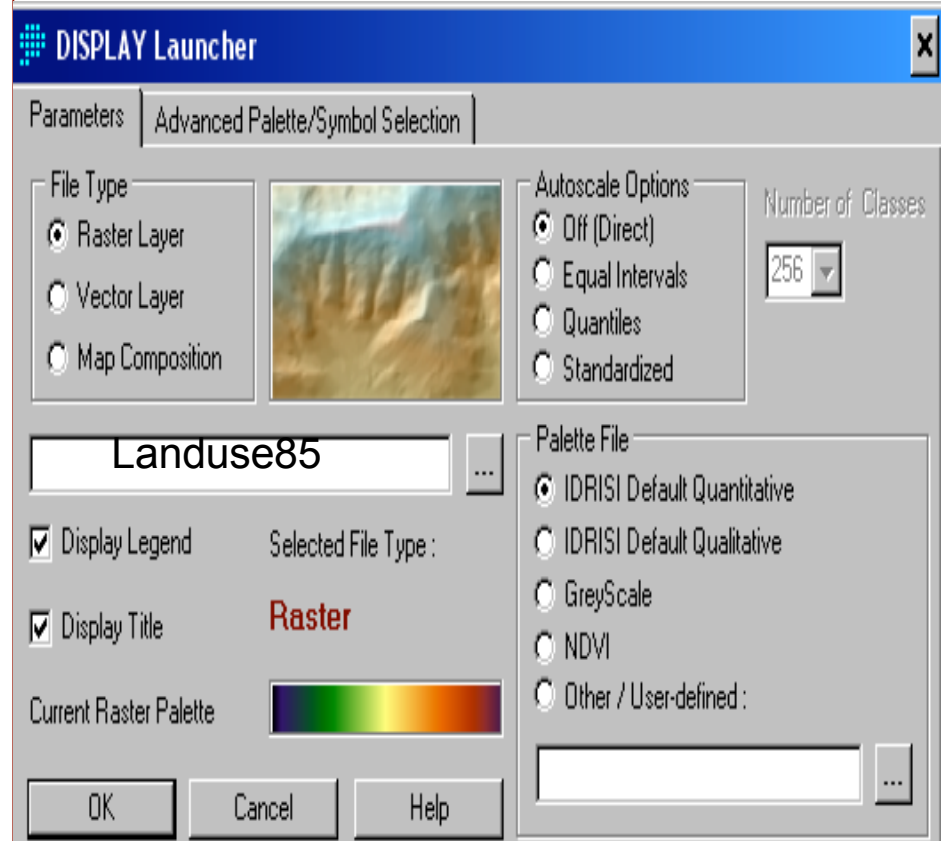 DISPLAY Launcher
x
Parameters
Advanced Palette/Symbol Selection
File Type
Raster Layer
Vector Layer
Map Composition
Autoscale Options
Off (Direct)
Equal Intervals
Quantiles
Standardized
Number of Classes
256
Landuse85
...
Display Legend
Selected File Type :
Display Title
Raster
Current Raster Palette
Palette File
IDRISI Default Quantitative
IDRISI Default Qualitative
GreyScale
NDVI
Other / User-defined :
...
OK
Cancel
Help